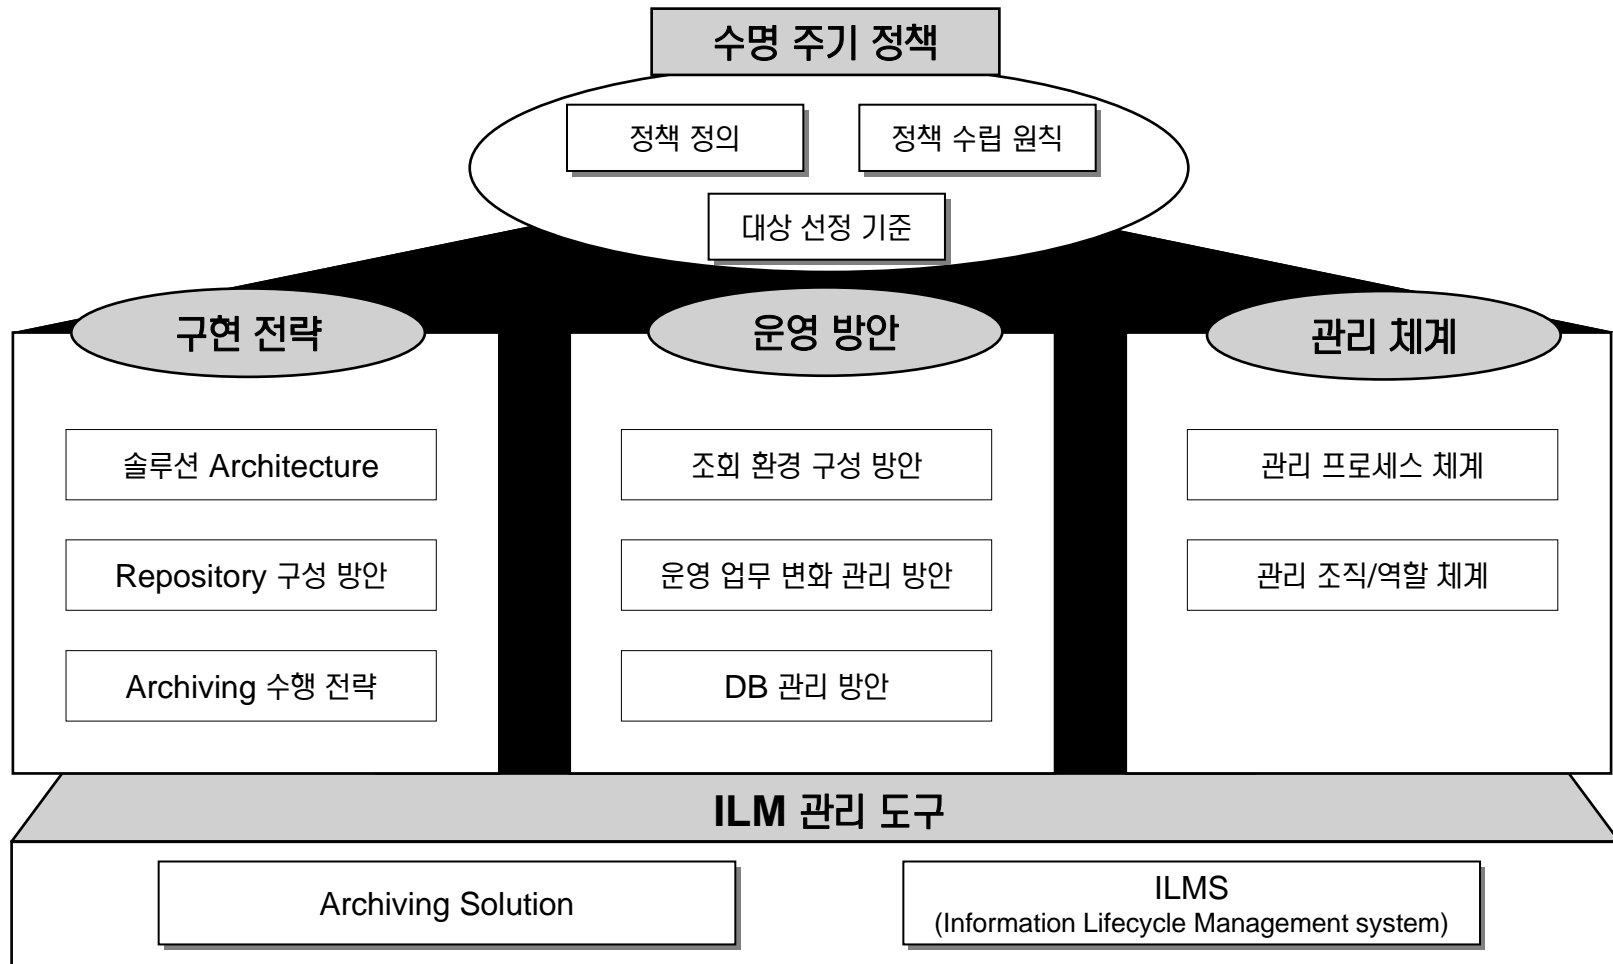 수명 주기 정책
정책 정의
정책 수립 원칙
대상 선정 기준
구현 전략
솔루션 Architecture
Repository 구성 방안
Archiving 수행 전략
운영 방안
조회 환경 구성 방안
운영 업무 변화 관리 방안
DB 관리 방안
관리 체계
관리 프로세스 체계
관리 조직/역할 체계
ILM 관리 도구
Archiving Solution
ILMS
(Information Lifecycle Management system)